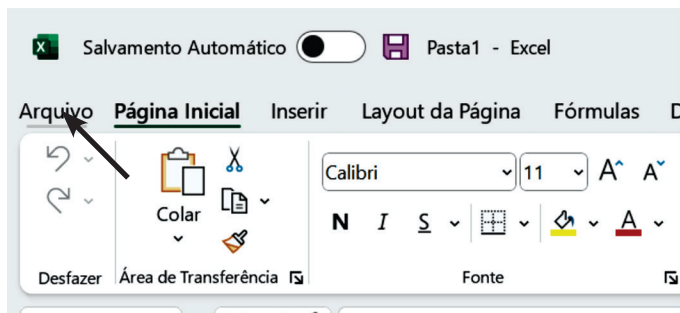 Salvamento Automático Pasta1 - Excel
Arquivo Página Inicial Inserir Layout da Página Fórmulas D
Calibri 11 A A
Colar N I S A
Desfazer Área de Transferência Fonte